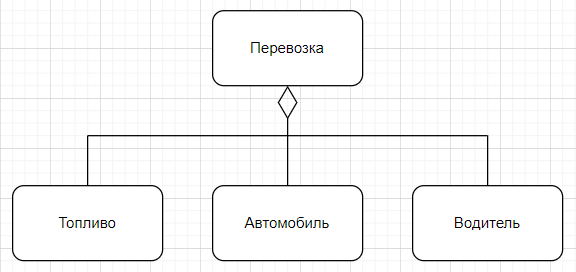 Перевозка
Топливо
Автомобиль
Водитель